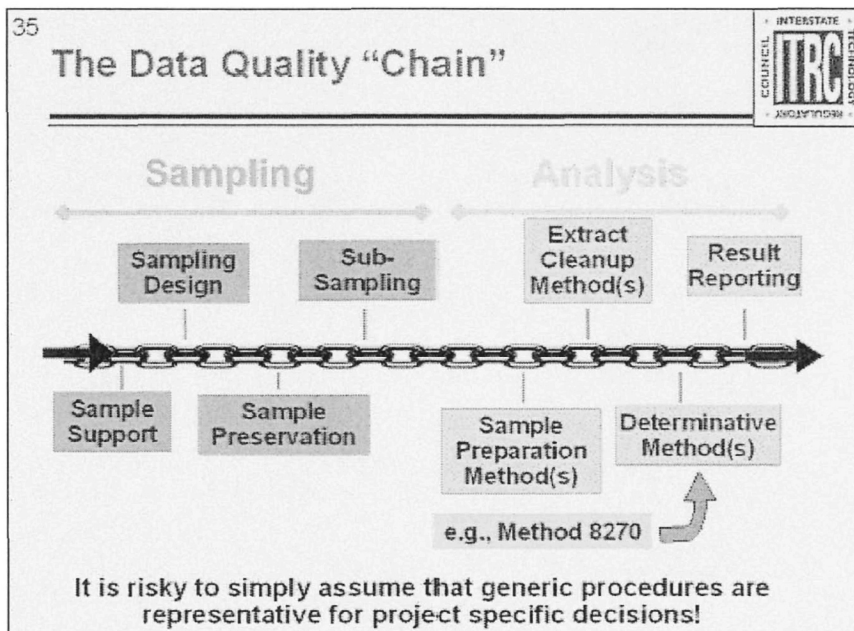 35
The Data Quality “Chain”
INTERSTATE
COUNCIL
ITRC
TECHNOLOGY
REGULATORY
Sampling
Analysis
Sampling
Design
Sub-
Sampling
Extract
Cleanup
Method(s)
Result
Reporting
Sample
Support
Sample
Preservation
Sample
Preparation
Method(s)
Determinative
Method(s)
e.g., Method 8270
It is risky to simply assume that generic procedures are
representative for project specific decisions!